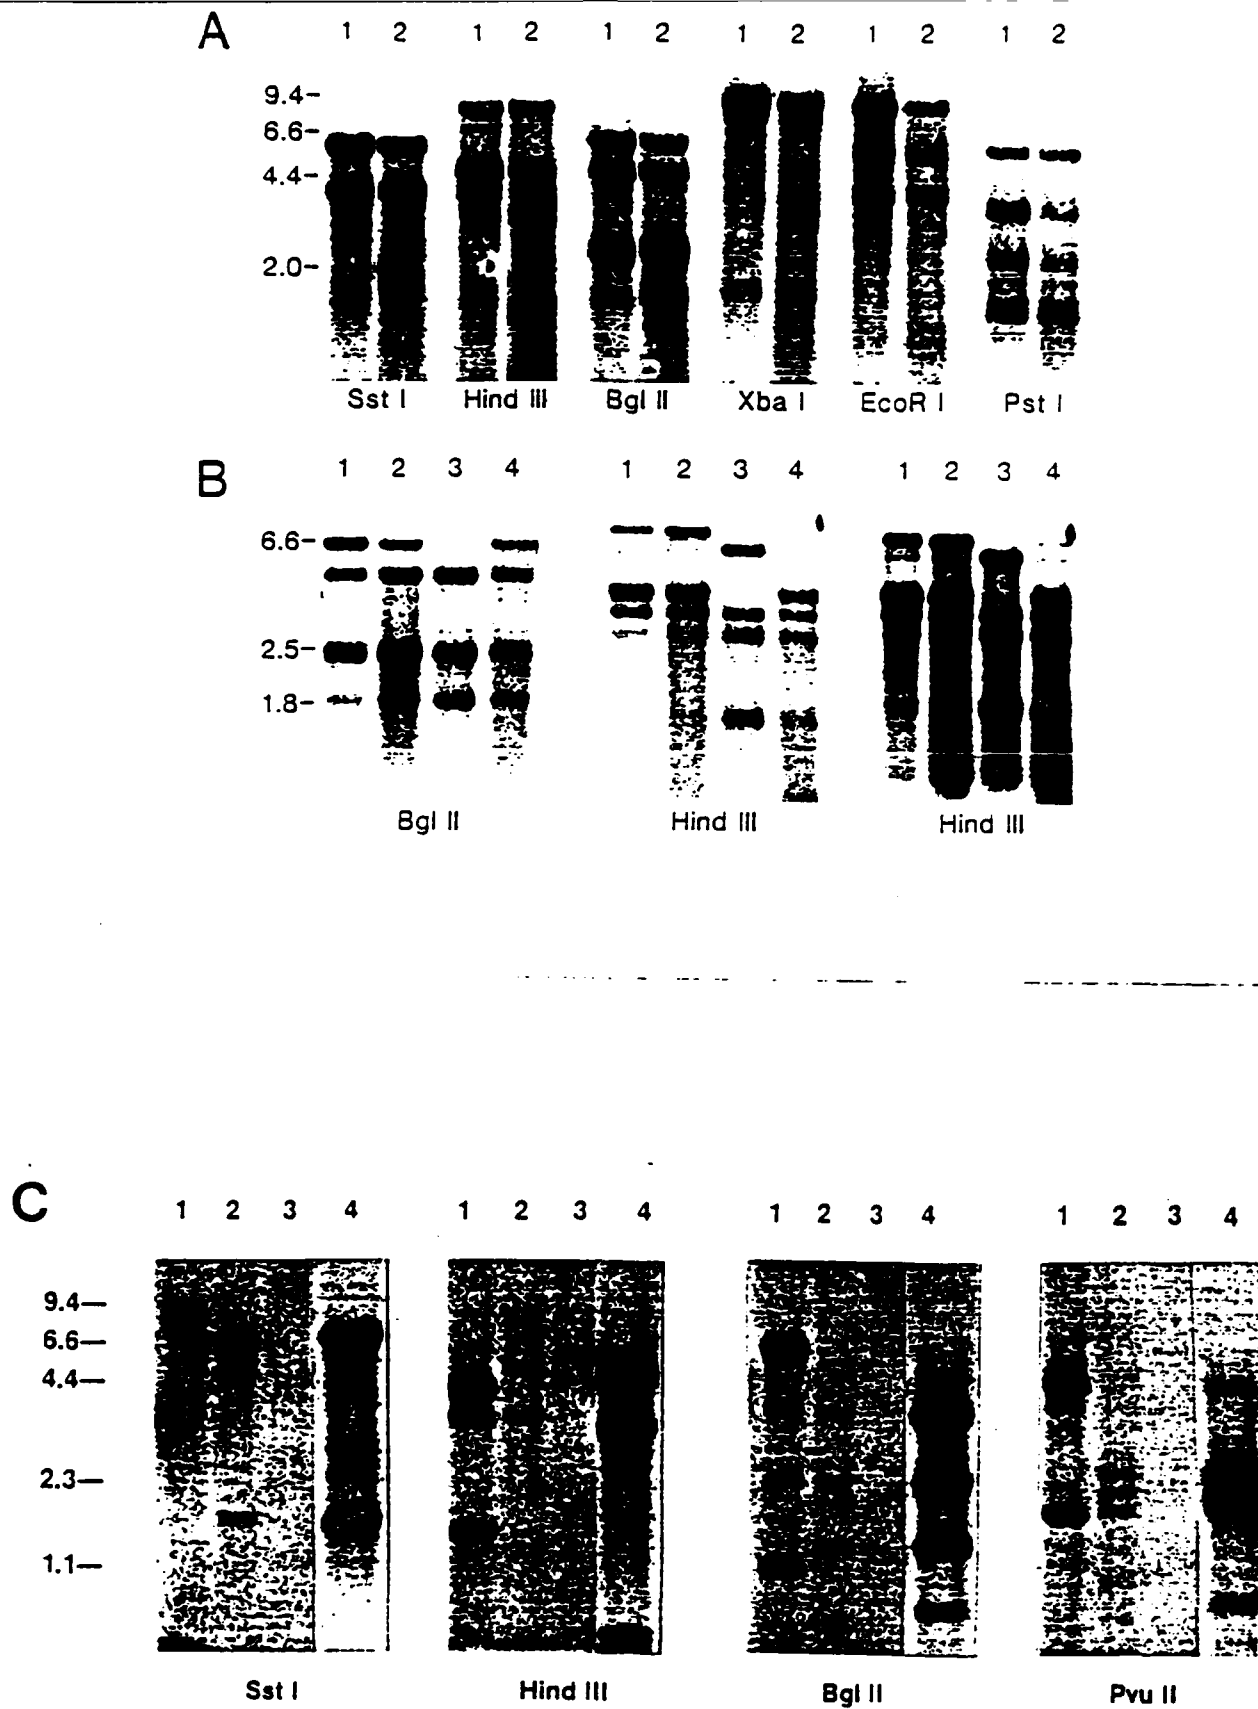 A 1 2 1 2 1 2 1 2 1 2 1 2
9.4–
6.6–
4.4–
2.0–
Sst I Hind III Bgl II Xba I EcoR I Pst I
B 1 2 3 4 1 2 3 4 1 2 3 4
6.6–
2.5–
1.8–
Bgl II Hind III Hind III
C 1 2 3 4 1 2 3 4 1 2 3 4 1 2 3 4
9.4—
6.6—
4.4—
2.3—
1.1—
Sst I Hind III Bgl II Pvu II